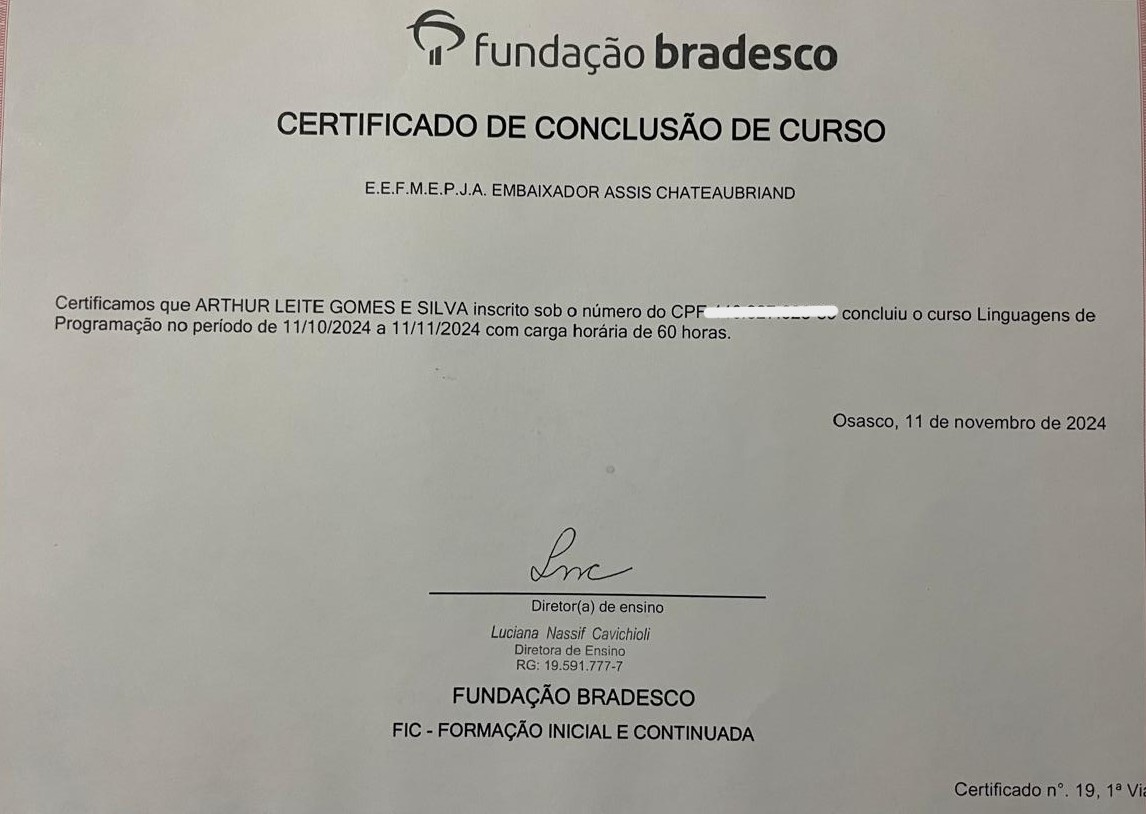 fundação bradesco
CERTIFICADO DE CONCLUSÃO DE CURSO
E.E.F.M.E.P.J.A. EMBAIXADOR ASSIS CHATEAUBRIAND
Certificamos que ARTHUR LEITE GOMES E SILVA inscrito sob o número do CPF concluiu o curso Linguagens de
Programação no período de 11/10/2024 a 11/11/2024 com carga horária de 60 horas.
Osasco, 11 de novembro de 2024
Diretor(a) de ensino
Luciana Nassif Cavichioli
Diretora de Ensino
RG: 19.591.777-7
FUNDAÇÃO BRADESCO
FIC - FORMAÇÃO INICIAL E CONTINUADA
Certificado n°. 19, 1ª Via